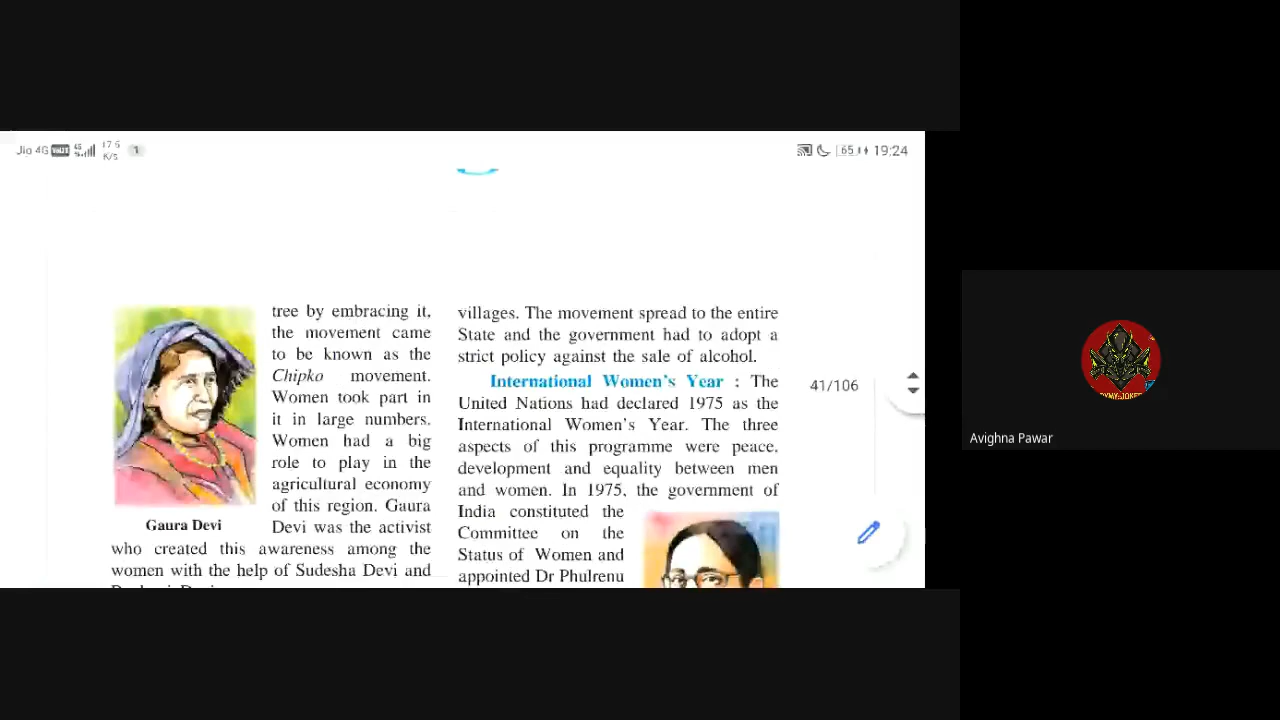 Jio 4G
17 6
K/S
1
65
19:24
tree by embracing it,
the movement came
to be known as the
Chipko movement.
Women took part in
it in large numbers.
Women had a big
role to play in the
agricultural economy
of this region. Gaura
Gaura Devi
Devi was the activist
who created this awareness among the
women with the help of Sudesha Devi and
villages. The movement spread to the entire
State and the government had to adopt a
strict policy against the sale of alcohol.
International Women's Year : The
United Nations had declared 1975 as the
International Women's Year. The three
aspects of this programme were peace.
development and equality between men
and women. In 1975, the government of
India constituted the
Committee on the
Status of Women and
appointed Dr Phulrenu
41/106
Avighna Pawar